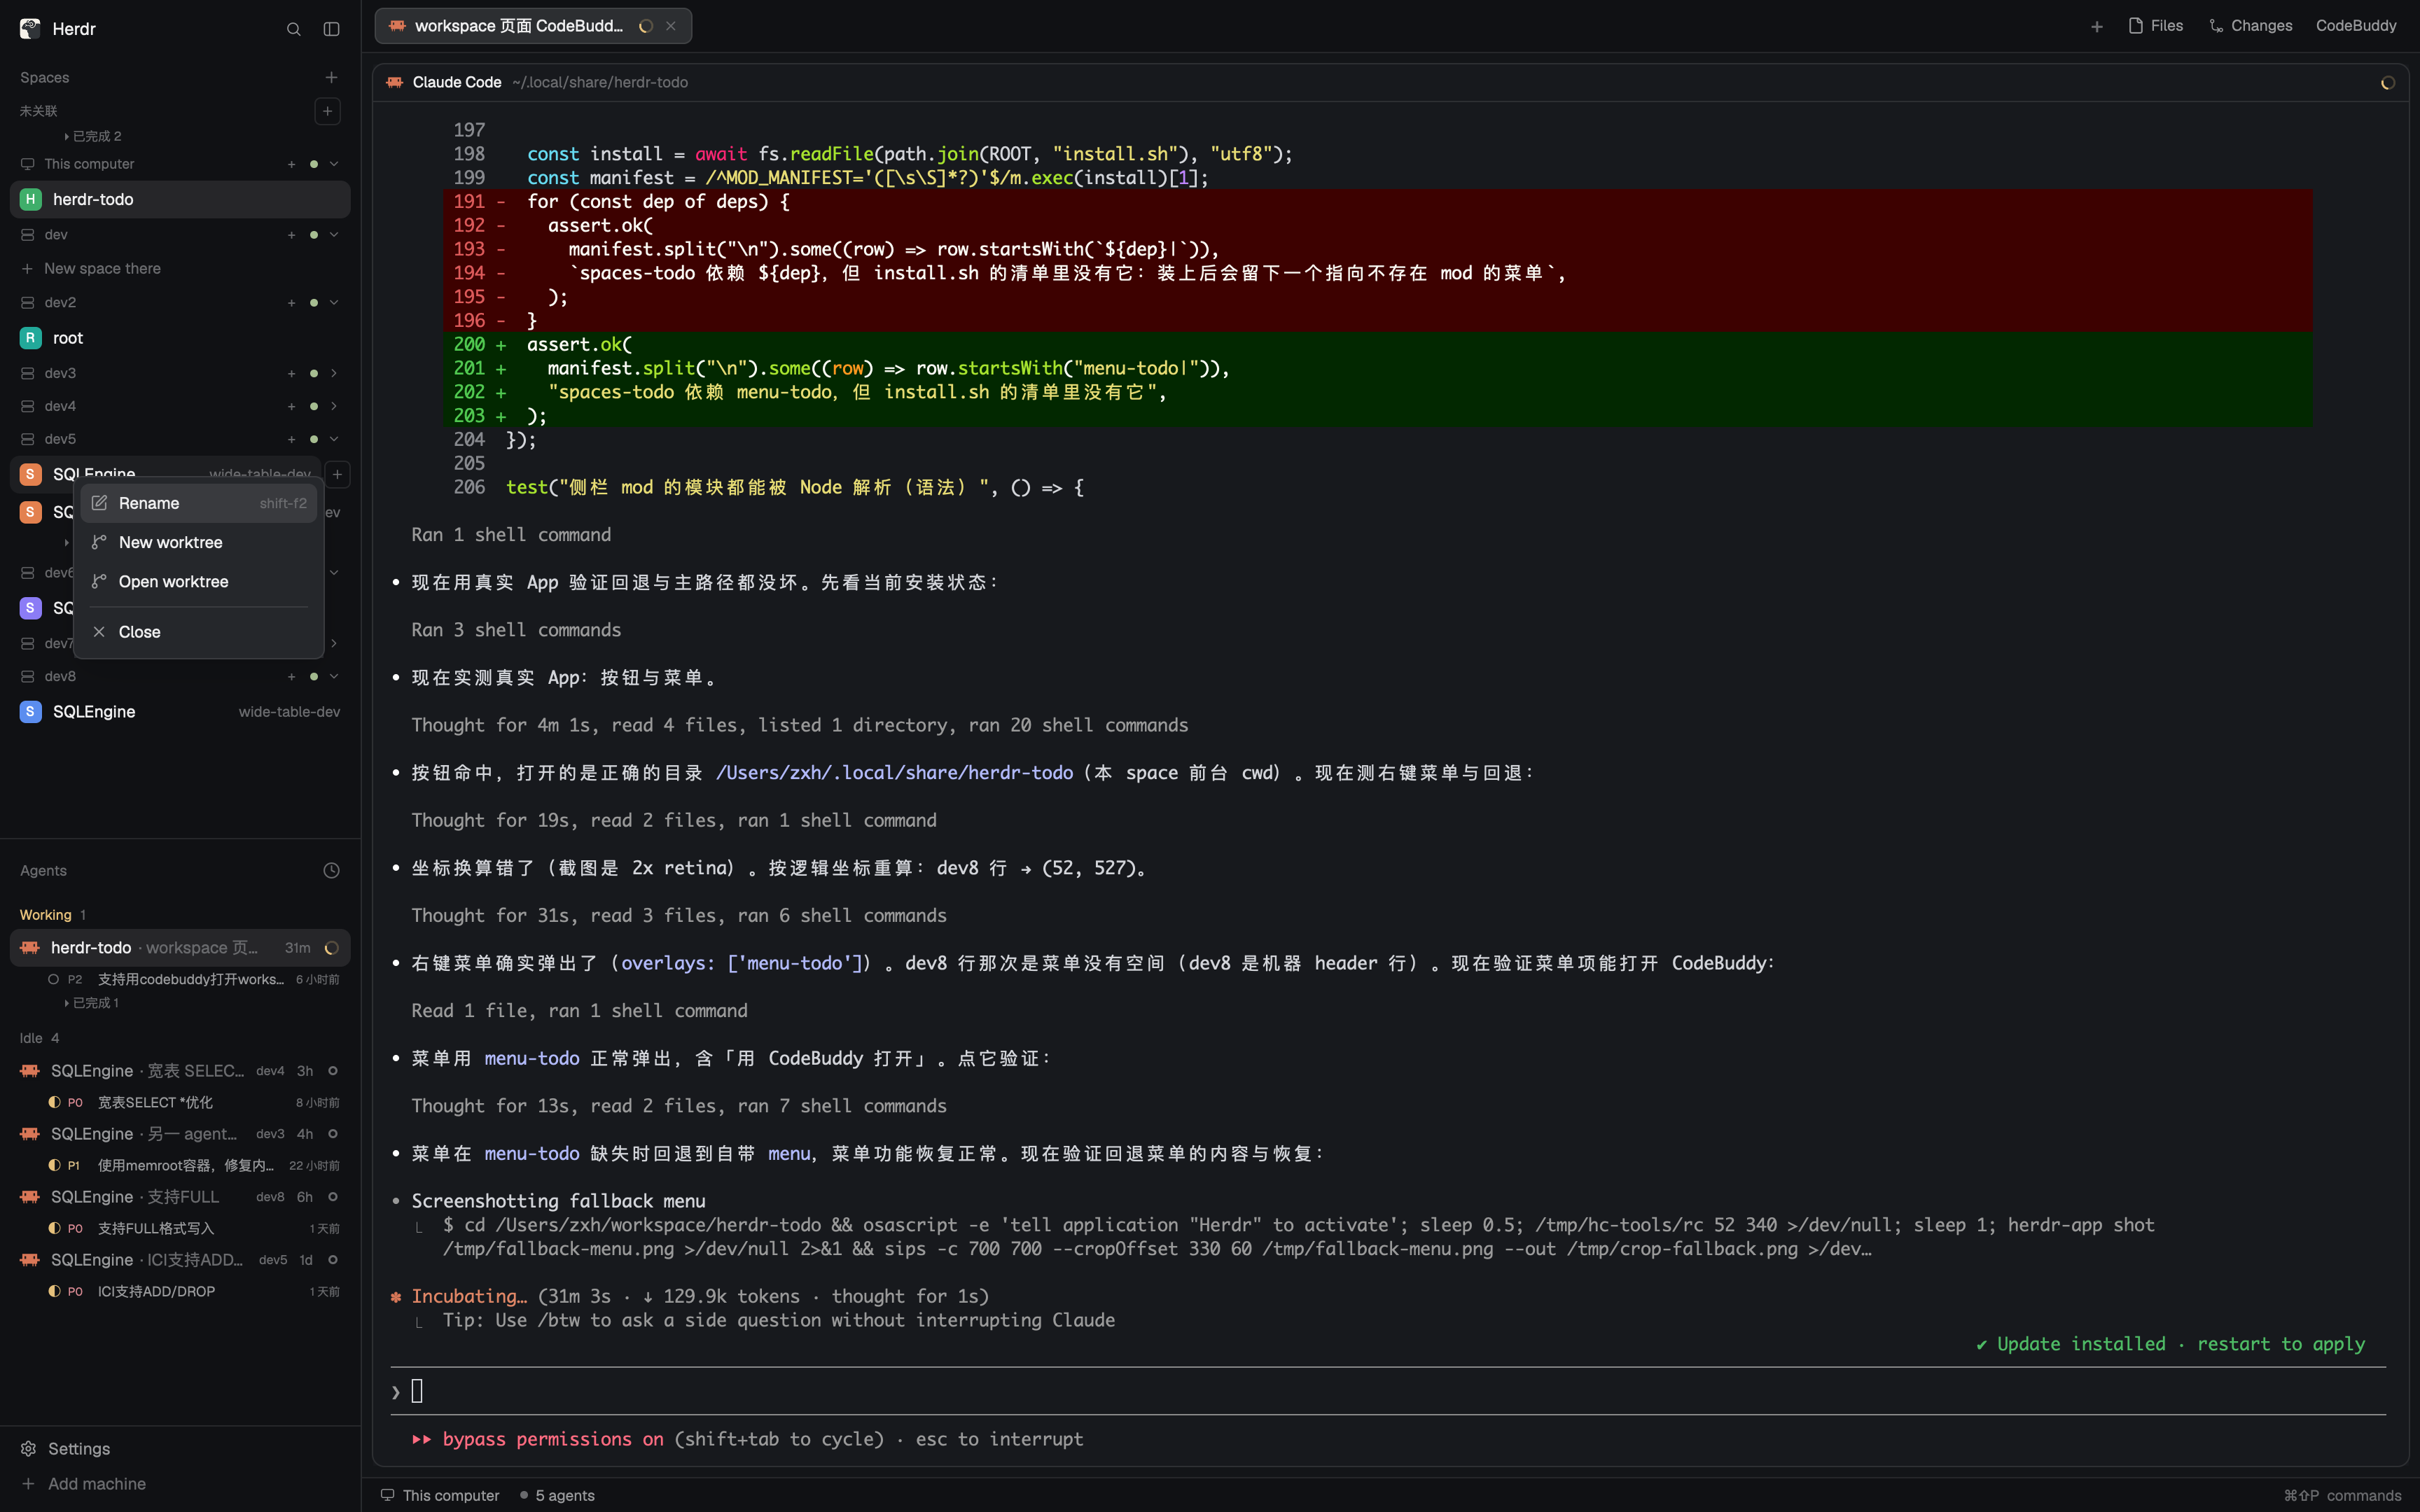 Herdr
Spaces
未关联
已完成 2
This computer
H herdr-todo
dev
New space there
dev2
R root
dev3
dev4
dev5
S SQLEngine wide-table-dev
S SQ ev
Rename shift-f2
New worktree
Open worktree
Close
dev6
S SQ
dev7
dev8
S SQLEngine wide-table-dev
Agents
Working 1
herdr-todo · workspace 页… 31m
P2 支持用codebuddy打开works… 6 小时前
已完成 1
Idle 4
SQLEngine · 宽表 SELEC… dev4 3h
P0 宽表SELECT *优化 8 小时前
SQLEngine · 另一 agent… dev3 4h
P1 使用memroot容器，修复内… 22 小时前
SQLEngine · 支持FULL dev8 6h
P0 支持FULL格式写入 1 天前
SQLEngine · ICI支持ADD… dev5 1d
P0 ICI支持ADD/DROP 1 天前
Settings
Add machine
workspace 页面 CodeBudd…
Files Changes CodeBuddy
Claude Code ~/.local/share/herdr-todo
197
198 const install = await fs.readFile(path.join(ROOT, "install.sh"), "utf8");
199 const manifest = /^MOD_MANIFEST='([\s\S]*?)'$/m.exec(install)[1];
191 - for (const dep of deps) {
192 - assert.ok(
193 - manifest.split("\n").some((row) => row.startsWith(`${dep}|`)),
194 - `spaces-todo 依赖 ${dep}，但 install.sh 的清单里没有它：装上后会留下一个指向不存在 mod 的菜单`,
195 - );
196 - }
200 + assert.ok(
201 + manifest.split("\n").some((row) => row.startsWith("menu-todo|")),
202 + "spaces-todo 依赖 menu-todo，但 install.sh 的清单里没有它",
203 + );
204 });
205
206 test("侧栏 mod 的模块都能被 Node 解析（语法）", () => {
Ran 1 shell command
• 现在用真实 App 验证回退与主路径都没坏。先看当前安装状态：
Ran 3 shell commands
• 现在实测真实 App：按钮与菜单。
Thought for 4m 1s, read 4 files, listed 1 directory, ran 20 shell commands
• 按钮命中，打开的是正确的目录 /Users/zxh/.local/share/herdr-todo（本 space 前台 cwd）。现在测右键菜单与回退：
Thought for 19s, read 2 files, ran 1 shell command
• 坐标换算错了（截图是 2x retina）。按逻辑坐标重算：dev8 行 → (52, 527)。
Thought for 31s, read 3 files, ran 6 shell commands
• 右键菜单确实弹出了（overlays: ['menu-todo']）。dev8 行那次是菜单没有空间（dev8 是机器 header 行）。现在验证菜单项能打开 CodeBuddy：
Read 1 file, ran 1 shell command
• 菜单用 menu-todo 正常弹出，含「用 CodeBuddy 打开」。点它验证：
Thought for 13s, read 2 files, ran 7 shell commands
• 菜单在 menu-todo 缺失时回退到自带 menu，菜单功能恢复正常。现在验证回退菜单的内容与恢复：
• Screenshotting fallback menu
$ cd /Users/zxh/workspace/herdr-todo && osascript -e 'tell application "Herdr" to activate'; sleep 0.5; /tmp/hc-tools/rc 52 340 >/dev/null; sleep 1; herdr-app shot
/tmp/fallback-menu.png >/dev/null 2>&1 && sips -c 700 700 --cropOffset 330 60 /tmp/fallback-menu.png --out /tmp/crop-fallback.png >/dev…
✽ Incubating… (31m 3s · ↓ 129.9k tokens · thought for 1s)
Tip: Use /btw to ask a side question without interrupting Claude
✔ Update installed · restart to apply
❯
▶▶ bypass permissions on (shift+tab to cycle) · esc to interrupt
This computer 5 agents
⌘⇧P commands